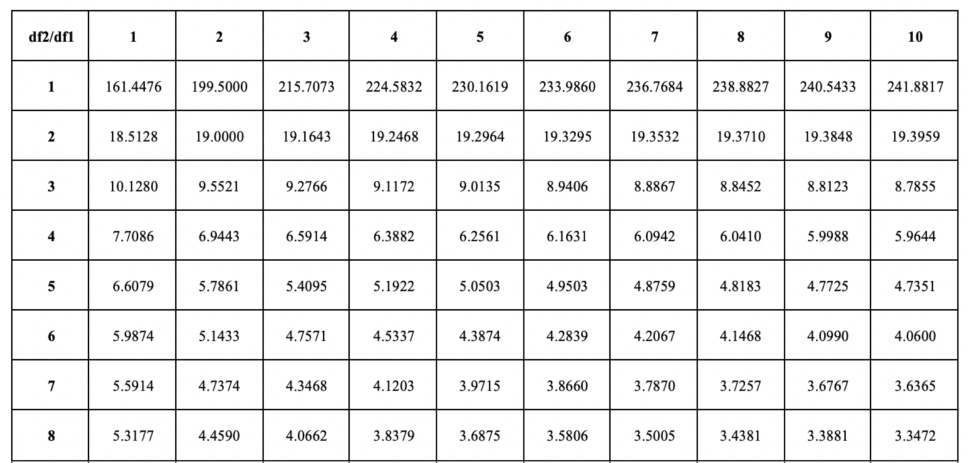 df2/df1 1 2 3 4 5 6 7 8 9 10
1 161.4476 199.5000 215.7073 224.5832 230.1619 233.9860 236.7684 238.8827 240.5433 241.8817
2 18.5128 19.0000 19.1643 19.2468 19.2964 19.3295 19.3532 19.3710 19.3848 19.3959
3 10.1280 9.5521 9.2766 9.1172 9.0135 8.9406 8.8867 8.8452 8.8123 8.7855
4 7.7086 6.9443 6.5914 6.3882 6.2561 6.1631 6.0942 6.0410 5.9988 5.9644
5 6.6079 5.7861 5.4095 5.1922 5.0503 4.9503 4.8759 4.8183 4.7725 4.7351
6 5.9874 5.1433 4.7571 4.5337 4.3874 4.2839 4.2067 4.1468 4.0990 4.0600
7 5.5914 4.7374 4.3468 4.1203 3.9715 3.8660 3.7870 3.7257 3.6767 3.6365
8 5.3177 4.4590 4.0662 3.8379 3.6875 3.5806 3.5005 3.4381 3.3881 3.3472